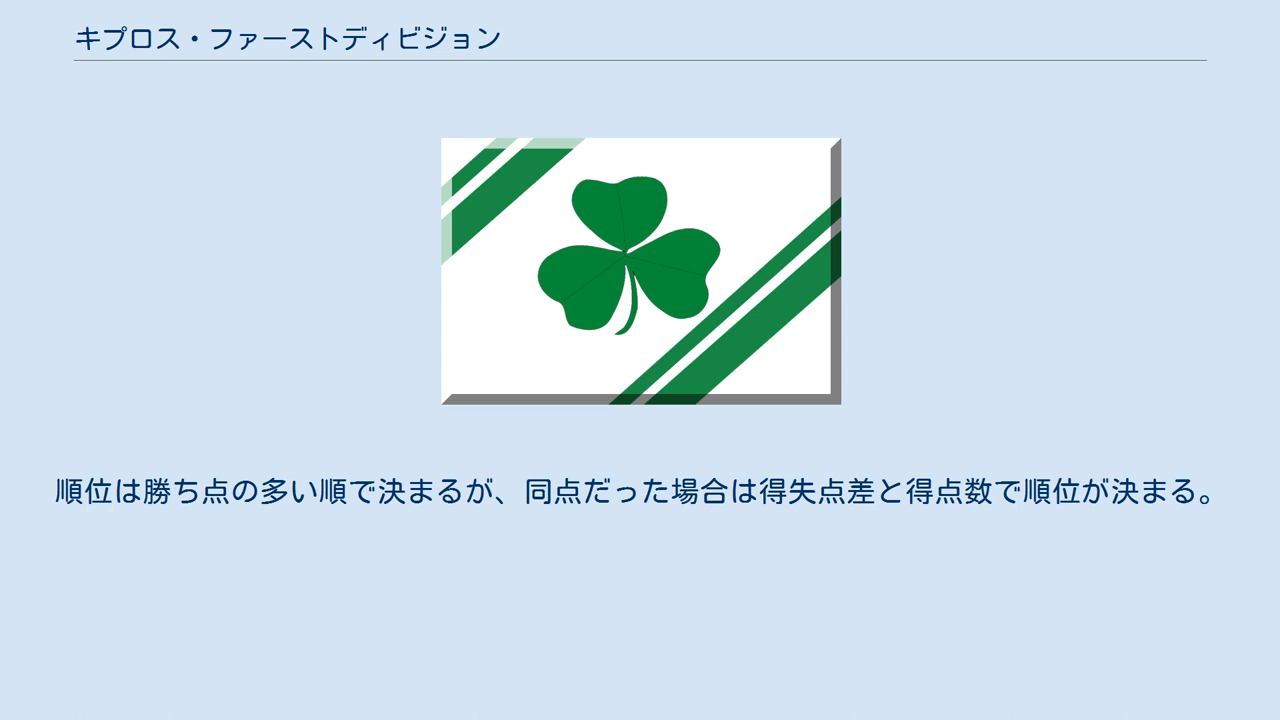 キプロス・ファーストディビジョン
順位は勝ち点の多い順で決まるが、同点だった場合は得失点差と得点数で順位が決まる。